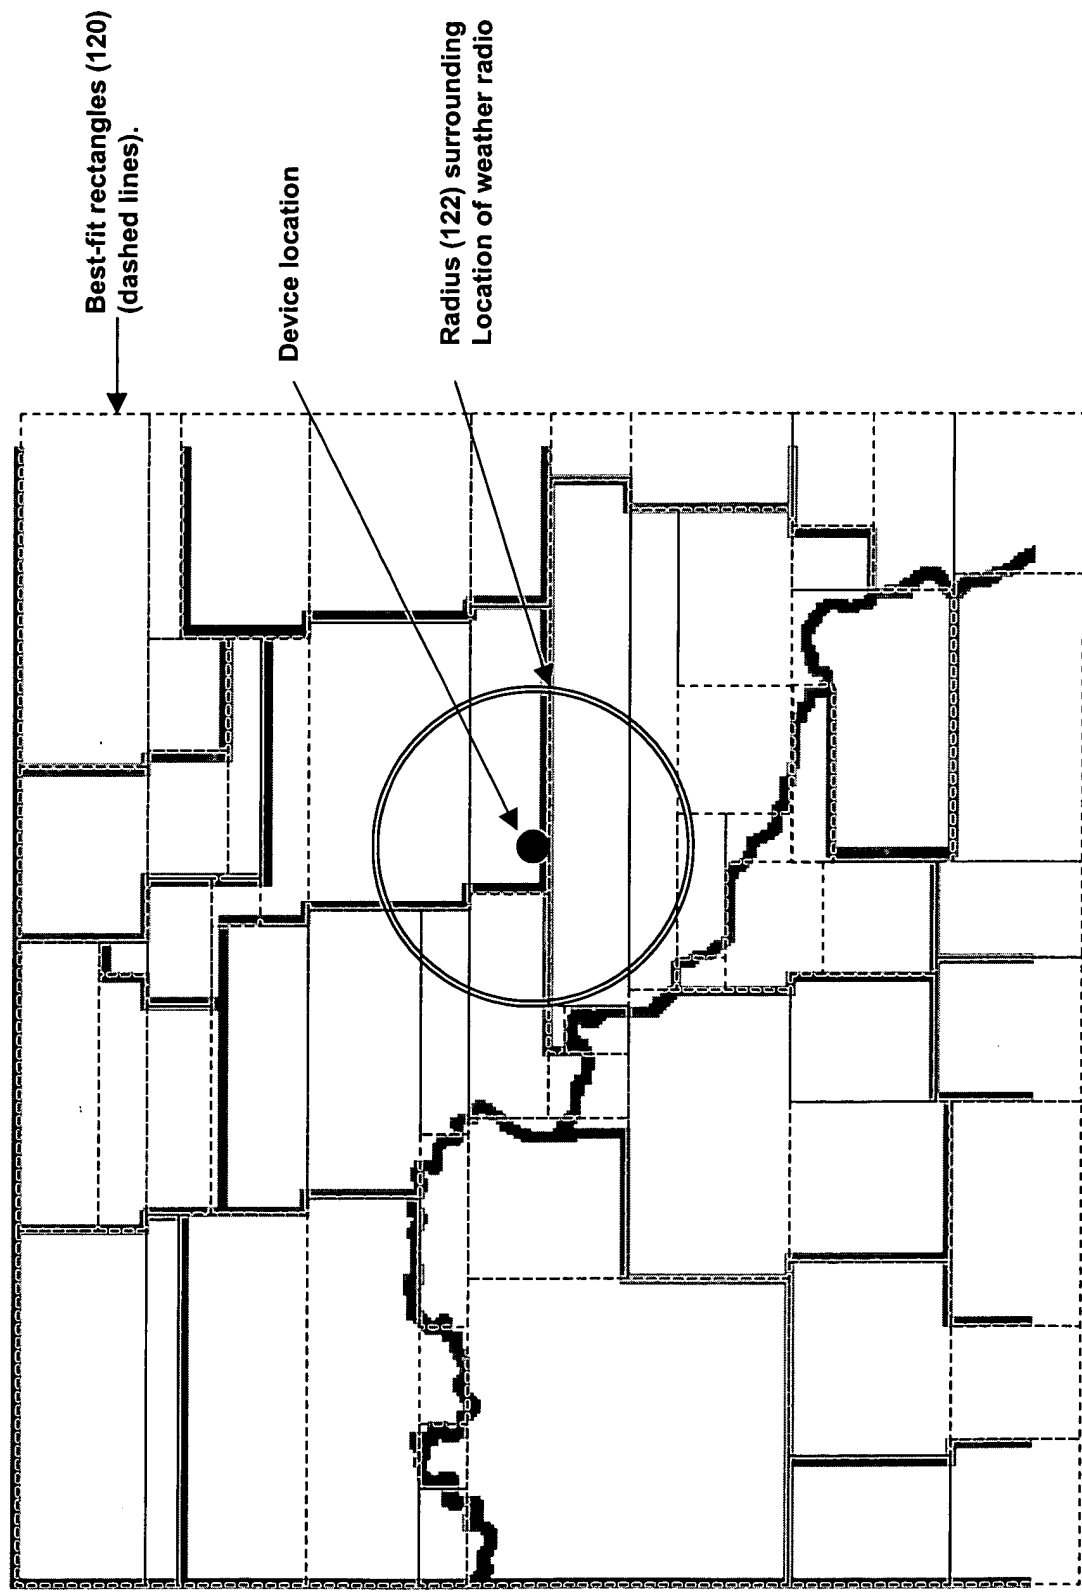 Best-fit rectangles (120)
(dashed lines).
Device location
Radius (122) surrounding
Location of weather radio